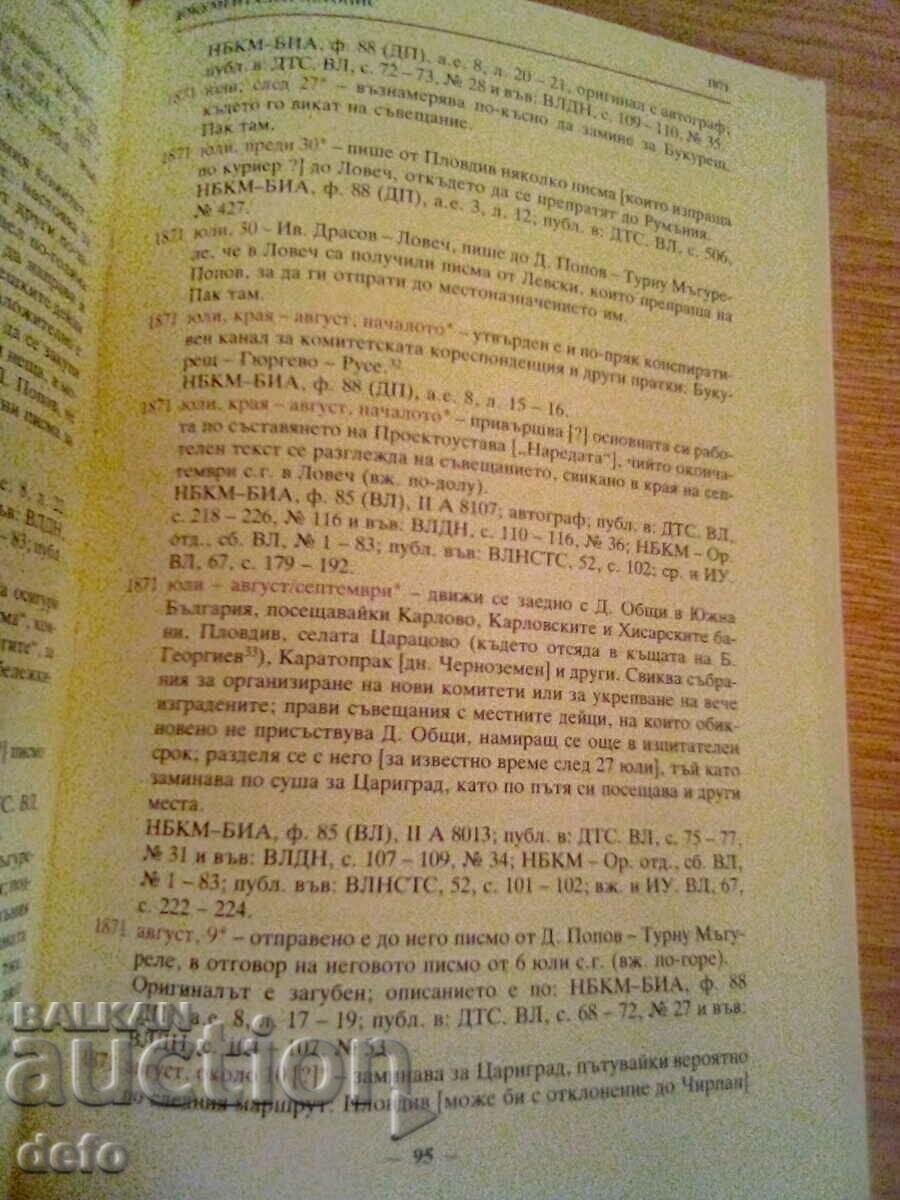 1871
НБКМ–БИА, ф. 88 (ДП), а.е. 8, л. 20 – 21, оригинал с автограф;
публ. в ДТС. ВЛ, с. 72 – 73, № 28 и във: ВЛДН, с. 109 – 110, № 35.
1871 юли, след 27* – възнамерява по-късно да замине за Букурещ,
където го викат на съвещание.
Пак там.
1871 юли, преди 30* – пише от Пловдив няколко писма [които изпраща
по куриер ?] до Ловеч, откъдето да се препратят до Румъния.
НБКМ–БИА, ф. 88 (ДП), а.е. 3, л. 12; публ. в: ДТС. ВЛ, с. 506,
№ 427.
1871 юли, 30 – Ив. Драсов – Ловеч, пише до Д. Попов – Турну Мъгуре-
ле, че в Ловеч са получили писма от Левски, които препраща на
Попов, за да ги отпрати до местоназначението им.
Пак там.
1871 юли, края – август, началото* – утвърден е и по-пряк конспирати-
вен канал за комитетската кореспонденция и други пратки: Буку-
рещ – Гюргево – Русе.32
НБКМ–БИА, ф. 88 (ДП), а.е. 8, л. 15 – 16.
1871 юли, края – август, началото* – привършва [?] основната си рабо-
та по съставянето на Проектоустава [„Наредата"], чийто оконча-
телен текст се разглежда на съвещанието, свикано в края на сеп-
тември с.г. в Ловеч (вж. по-долу).
НБКМ–БИА, ф. 85 (ВЛ), II А 8107; автограф; публ. в: ДТС. ВЛ,
с. 218 – 226, № 116 и във: ВЛДН, с. 110 – 116, № 36; НБКМ – Ор.
отд., сб. ВЛ, № 1 – 83; публ. във: ВЛНСТС, 52, с. 102; ср. и ИУ
ВЛ, 67, с. 179 – 192.
1871 юли – август/септември* – движи се заедно с Д. Общи в Южна
България, посещавайки Карлово, Карловските и Хисарските ба-
ни, Пловдив, селата Царацово (където отсяда в къщата на Б.
Георгиев33), Каратопрак [дн. Черноземен] и други. Свиква събра-
ния за организиране на нови комитети или за укрепване на вече
изградените; прави съвещания с местните дейци, на които обик-
новено не присъствува Д. Общи, намиращ се още в изпитателен
срок; разделя се с него [за известно време след 27 юли], тъй като
заминава по суша за Цариград, като по пътя си посещава и други
места.
НБКМ–БИА, ф. 85 (ВЛ), II А 8013; публ. в: ДТС. ВЛ, с. 75 – 77,
№ 31 и във: ВЛДН, с. 107 – 109, № 34; НБКМ – Ор. отд., сб. ВЛ,
№ 1 – 83; публ. във: ВЛНСТС, 52, с. 101 – 102; вж. и ИУ. ВЛ, 67,
с. 222 – 224.
1871 август, 9* – отправено е до него писмо от Д. Попов – Турну Мъгу-
реле, в отговор на неговото писмо от 6 юли с.г. (вж. по-горе).
Оригиналът е загубен; описанието е по: НБКМ–БИА, ф. 88
а.е. 8, л. 17 – 19; публ. в: ДТС. ВЛ, с. 68 – 72, № 27 и във:
ВЛДН, с. 107, № 33
август, около 10 [?] заминава за Цариград, пътувайки вероятно
по следния маршрут: Пловдив [може би с отклонение до Чирпан]
– 95 –
BALKAN
auction
defo